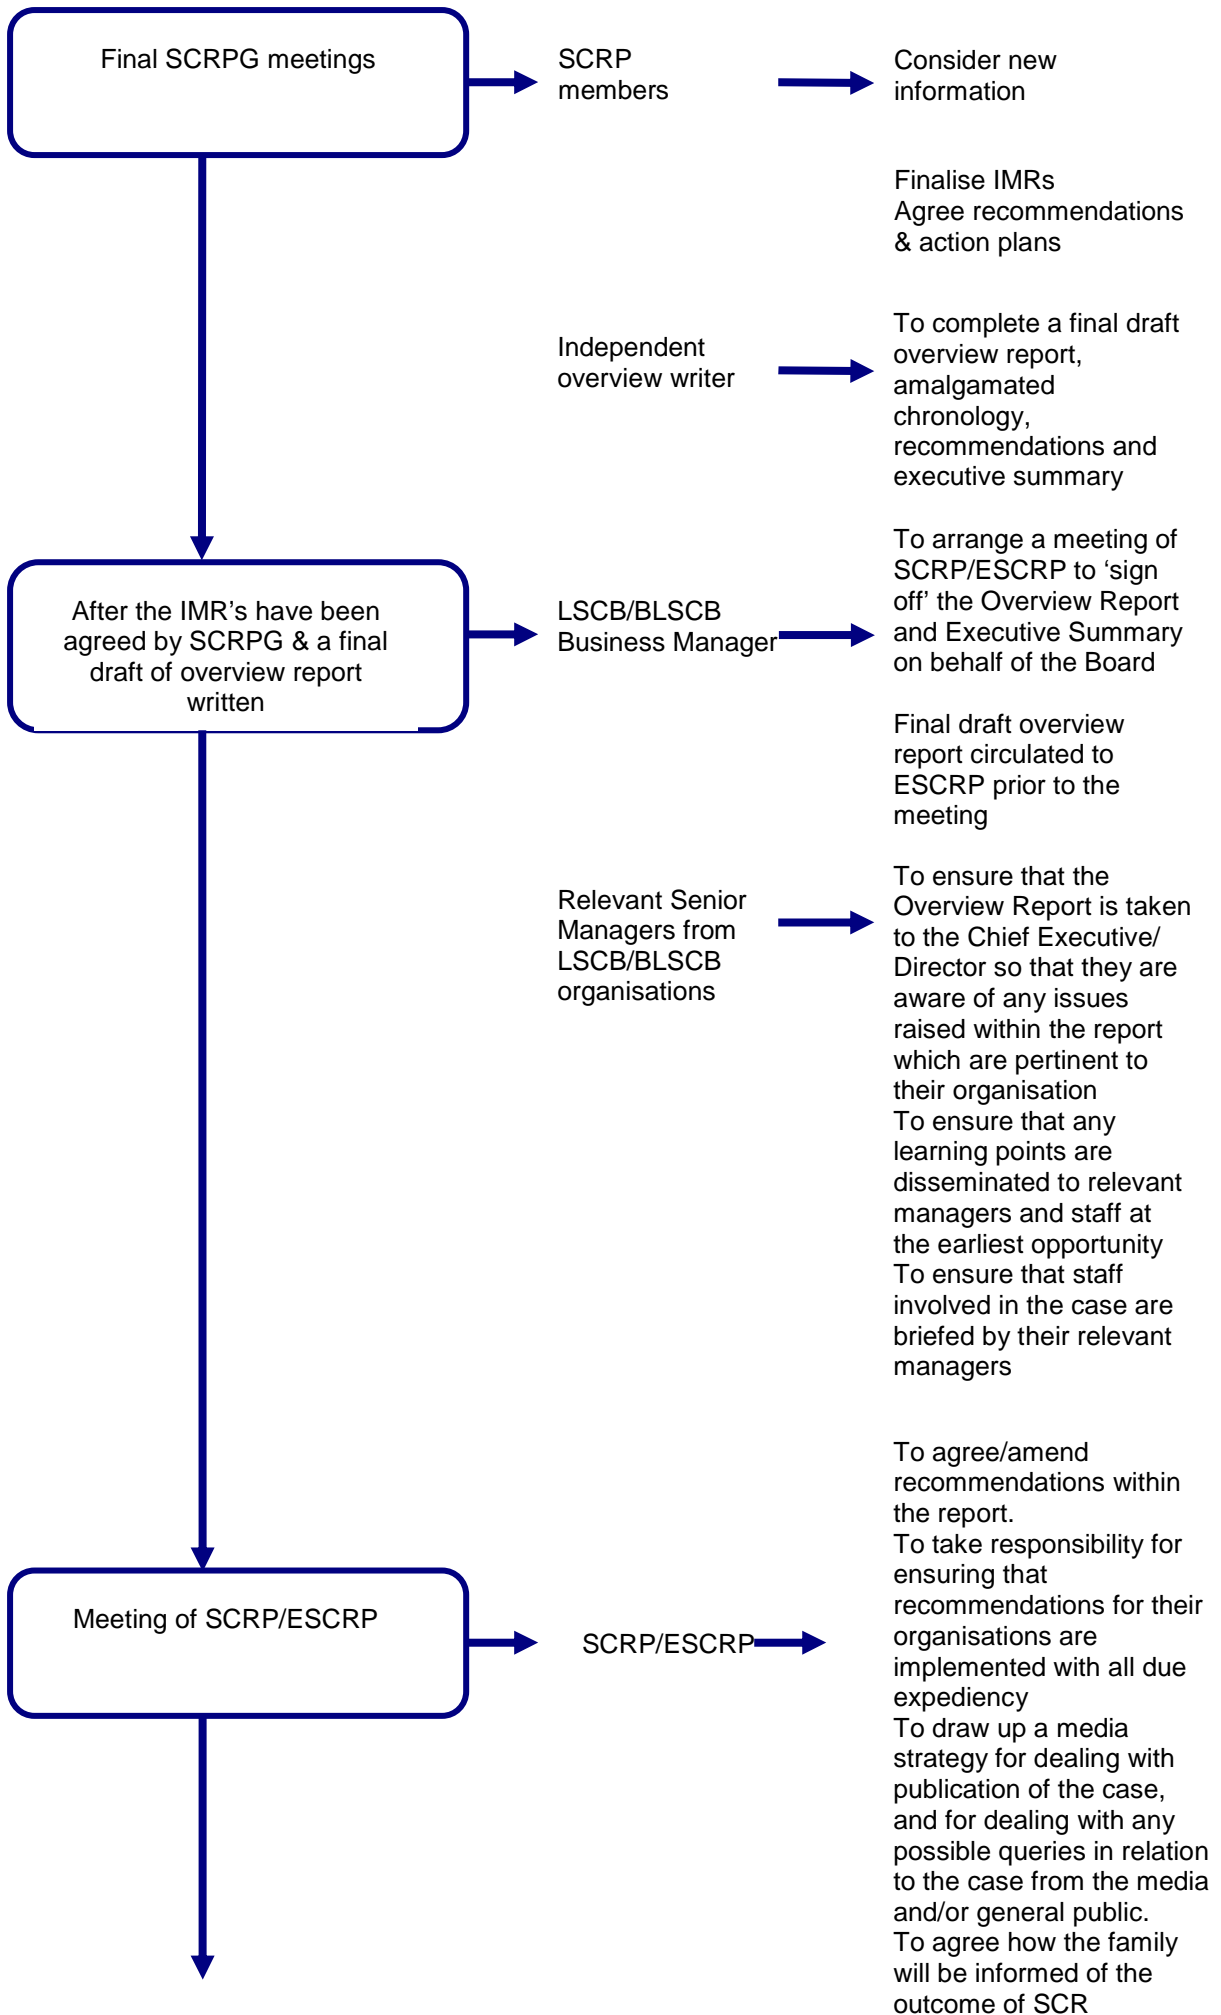 Final SCRPG meetings
SCRP
members
Consider new
information
Finalise IMRs
Agree recommendations
& action plans
Independent
overview writer
To complete a final draft
overview report,
amalgamated
chronology,
recommendations and
executive summary
After the IMR's have been
agreed by SCRPG & a final
draft of overview report
written
LSCB/BLSCB
Business Manager
To arrange a meeting of
SCRP/ESCRP to ‘sign
off’ the Overview Report
and Executive Summary
on behalf of the Board
Final draft overview
report circulated to
ESCRP prior to the
meeting
Relevant Senior
Managers from
LSCB/BLSCB
organisations
To ensure that the
Overview Report is taken
to the Chief Executive/
Director so that they are
aware of any issues
raised within the report
which are pertinent to
their organisation
To ensure that any
learning points are
disseminated to relevant
managers and staff at
the earliest opportunity
To ensure that staff
involved in the case are
briefed by their relevant
managers
Meeting of SCRP/ESCRP
SCRP/ESCRP
To agree/amend
recommendations within
the report.
To take responsibility for
ensuring that
recommendations for their
organisations are
implemented with all due
expediency
To draw up a media
strategy for dealing with
publication of the case,
and for dealing with any
possible queries in relation
to the case from the media
and/or general public.
To agree how the family
will be informed of the
outcome of SCR